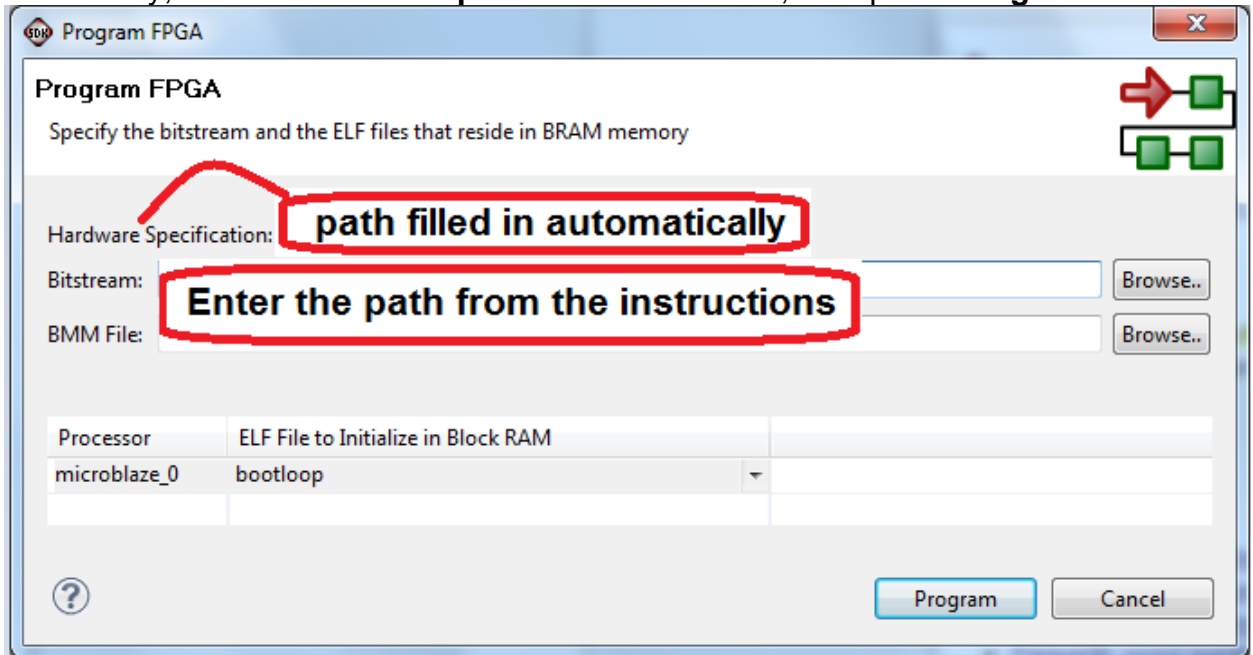 Program FPGA
Program FPGA
Specify the bitstream and the ELF files that reside in BRAM memory
Hardware Specification: path filled in automatically
Bitstream: Browse..
Enter the path from the instructions
BMM File: Browse..
Processor ELF File to Initialize in Block RAM
microblaze_0 bootloop
? Program Cancel